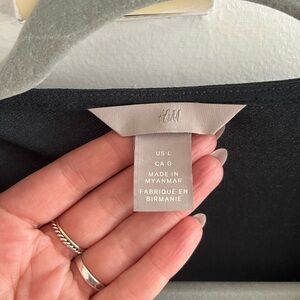 H&M
US L
CA G
MADE IN
MYANMAR
FABRIQUÉ EN
BIRMANIE